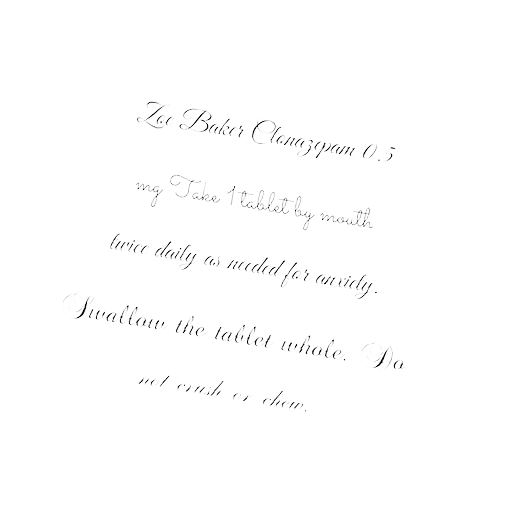 Zoe Baker Clonazepam 0.5
mg Take 1 tablet by mouth
twice daily as needed for anxiety.
Swallow the tablet whole. Do
not crush or chew.